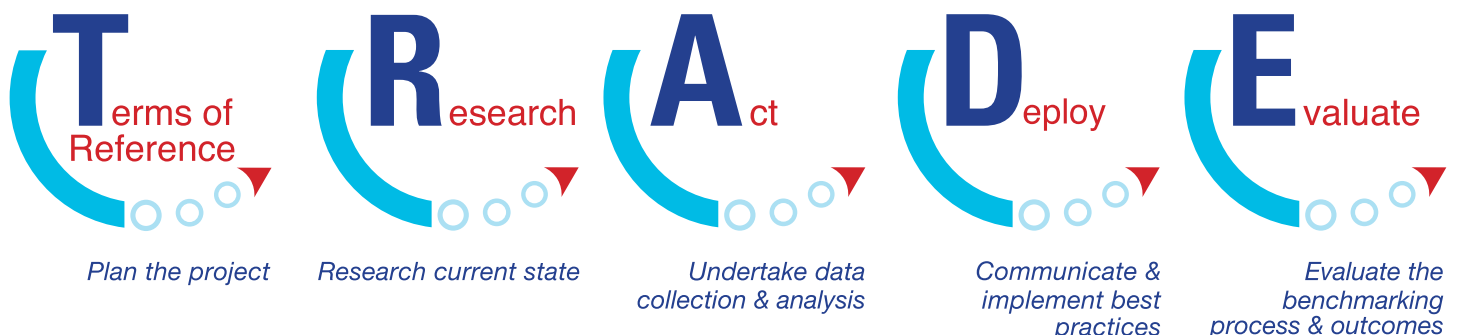 Terms of
Reference
Plan the project
Research
Research current state
Act
Undertake data
collection & analysis
Deploy
Communicate &
implement best
practices
Evaluate
Evaluate the
benchmarking
process & outcomes